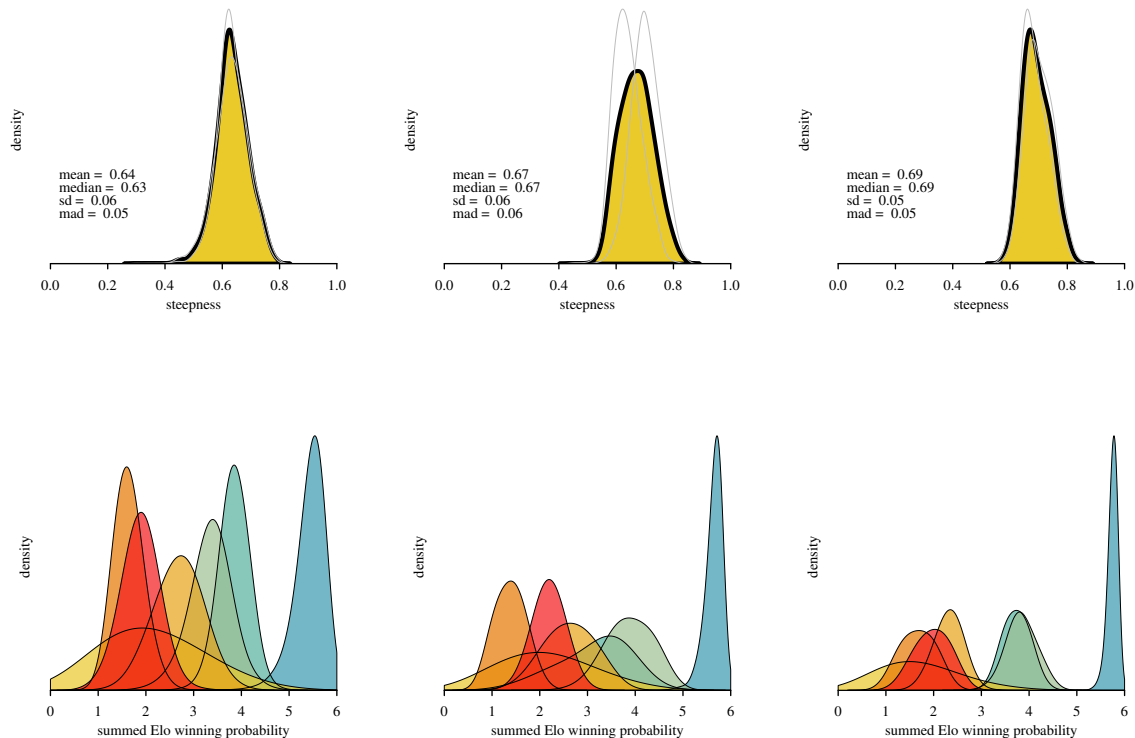 density
mean = 0.64
median = 0.63
sd = 0.06
mad = 0.05
0.0 0.2 0.4 0.6 0.8 1.0
steepness
density
mean = 0.67
median = 0.67
sd = 0.06
mad = 0.06
0.0 0.2 0.4 0.6 0.8 1.0
steepness
density
mean = 0.69
median = 0.69
sd = 0.05
mad = 0.05
0.0 0.2 0.4 0.6 0.8 1.0
steepness
density
0 1 2 3 4 5 6
summed Elo winning probability
density
0 1 2 3 4 5 6
summed Elo winning probability
density
0 1 2 3 4 5 6
summed Elo winning probability